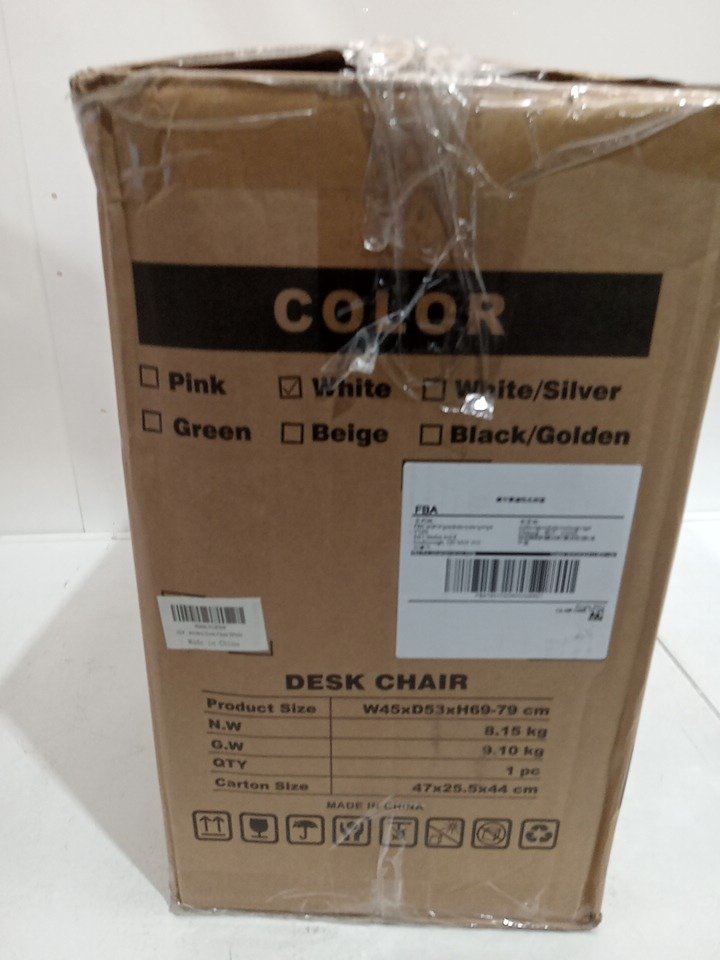 COLOR
Pink White White/Silver
Green Beige Black/Golden
FBA
Made in China
DESK CHAIR
Product Size W45xD53xH69-79 cm
N.W 8.15 kg
G.W 9.10 kg
QTY 1 pc
Carton Size 47x25.5x44 cm
MADE IN CHINA